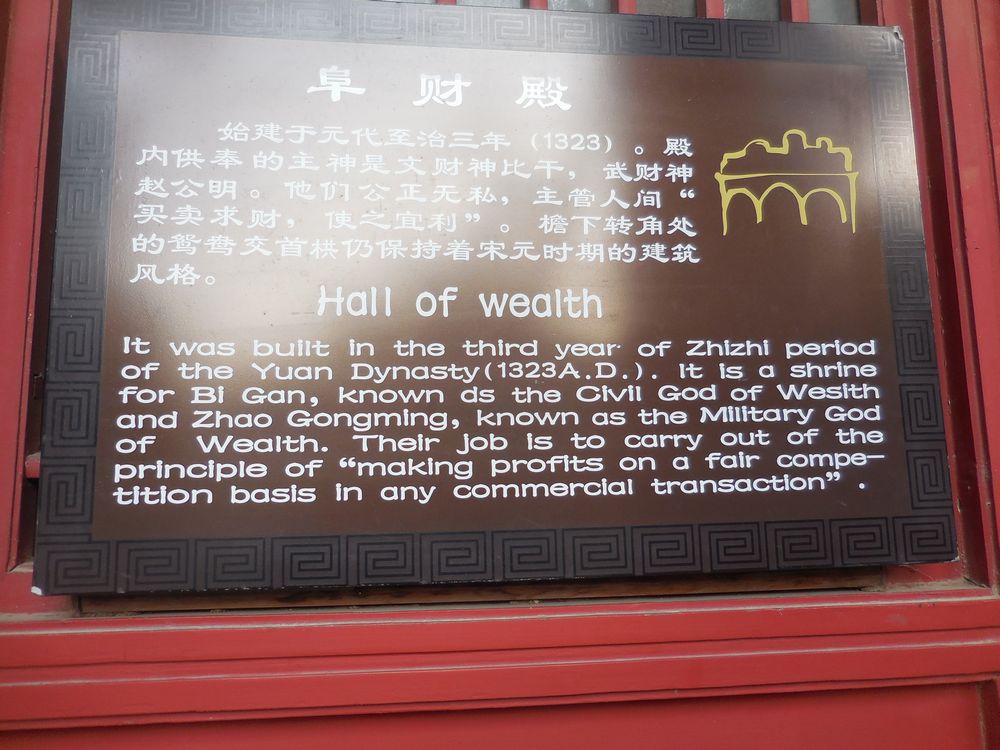 阜财殿
始建于元代至治三年（1323）。殿
内供奉的主神是文财神比干，武财神
赵公明。他们公正无私，主管人间“
买卖求财，使之宜利”。檐下转角处
的鸳鸯交首栱仍保持着宋元时期的建筑
风格。
Hall of wealth
It was built in the third year of Zhizhi period
of the Yuan Dynasty(1323A.D.). It is a shrine
for Bi Gan, known ds the Civil God of Wesith
and Zhao Gongming, known as the Military God
of Wealth. Their job is to carry out of the
principle of “making profits on a fair compe-
tition basis in any commercial transaction”.